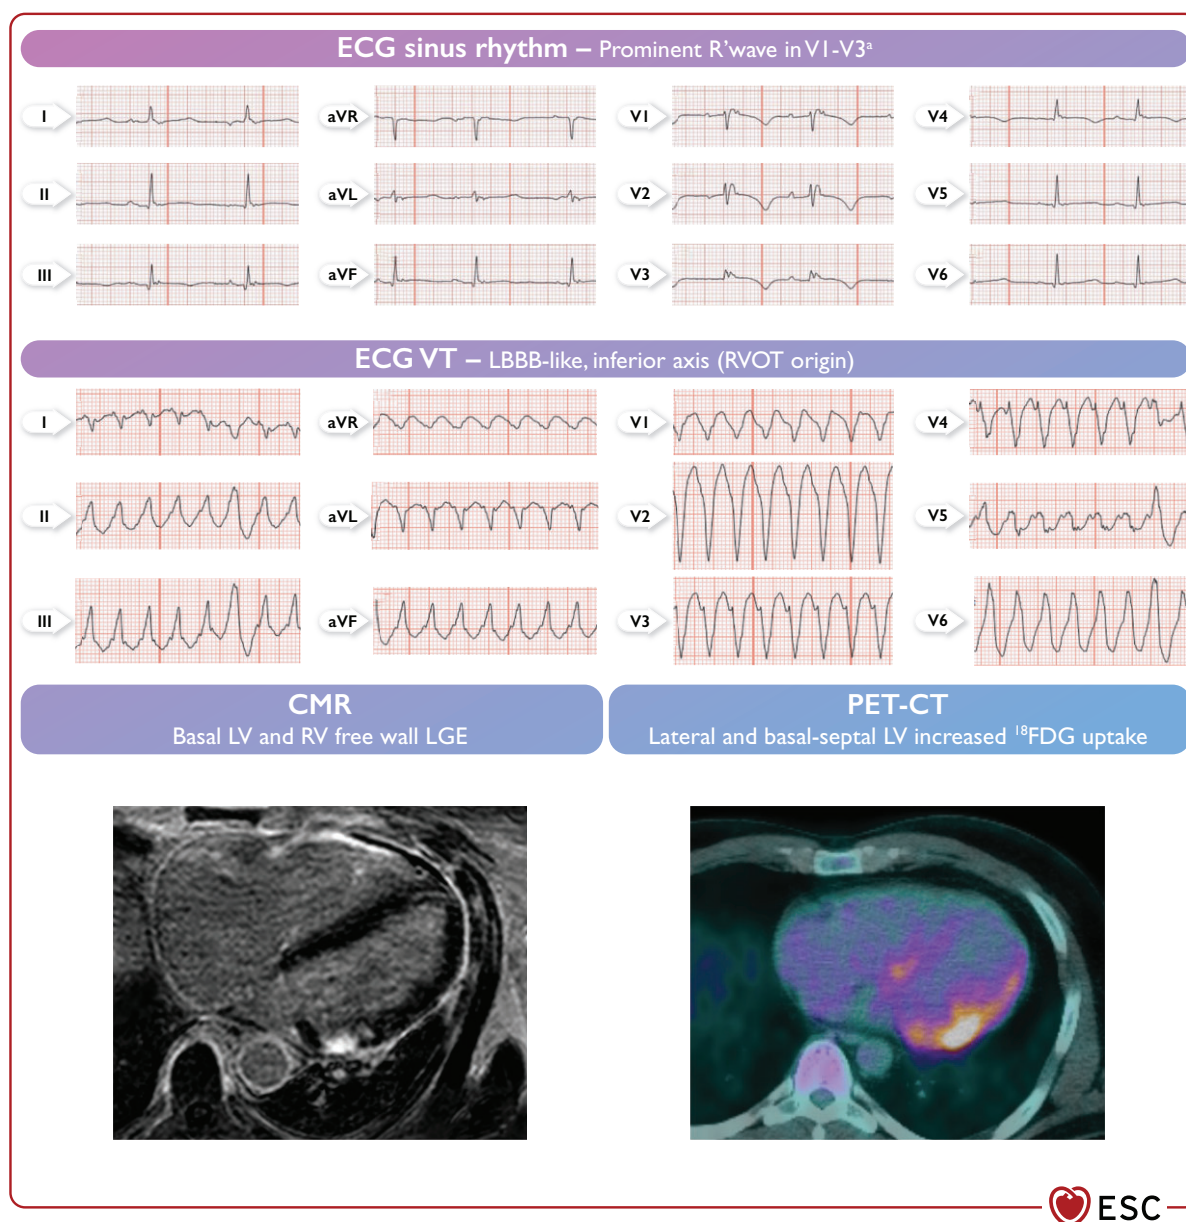 ECG sinus rhythm – Prominent R'wave in V1-V3ᵃ
I
aVR
V1
V4
II
aVL
V2
V5
III
aVF
V3
V6
ECG VT – LBBB-like, inferior axis (RVOT origin)
I
aVR
V1
V4
II
aVL
V2
V5
III
aVF
V3
V6
CMR
Basal LV and RV free wall LGE
PET-CT
Lateral and basal-septal LV increased ¹⁸FDG uptake
ESC